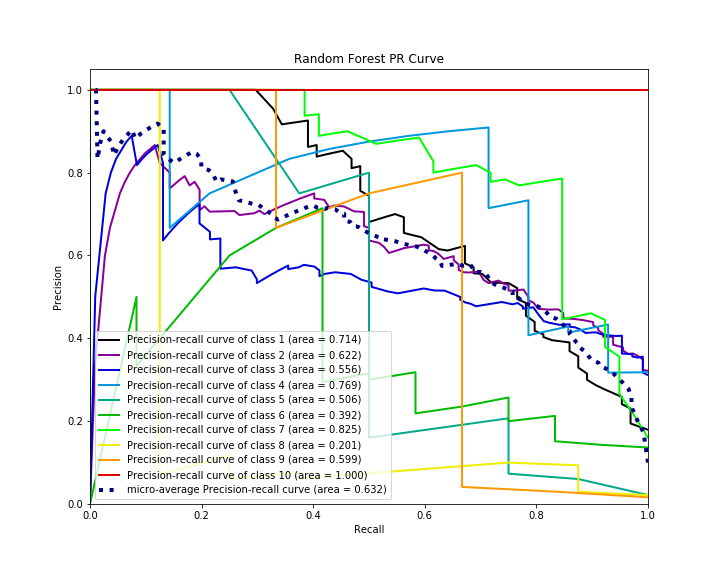 Random Forest PR Curve
1.0
0.8
0.6
0.4
0.2
0.0
Precision
Precision-recall curve of class 1 (area = 0.714)
Precision-recall curve of class 2 (area = 0.622)
Precision-recall curve of class 3 (area = 0.556)
Precision-recall curve of class 4 (area = 0.769)
Precision-recall curve of class 5 (area = 0.506)
Precision-recall curve of class 6 (area = 0.392)
Precision-recall curve of class 7 (area = 0.825)
Precision-recall curve of class 8 (area = 0.201)
Precision-recall curve of class 9 (area = 0.599)
Precision-recall curve of class 10 (area = 1.000)
micro-average Precision-recall curve (area = 0.632)
0.0 0.2 0.4 0.6 0.8 1.0
Recall